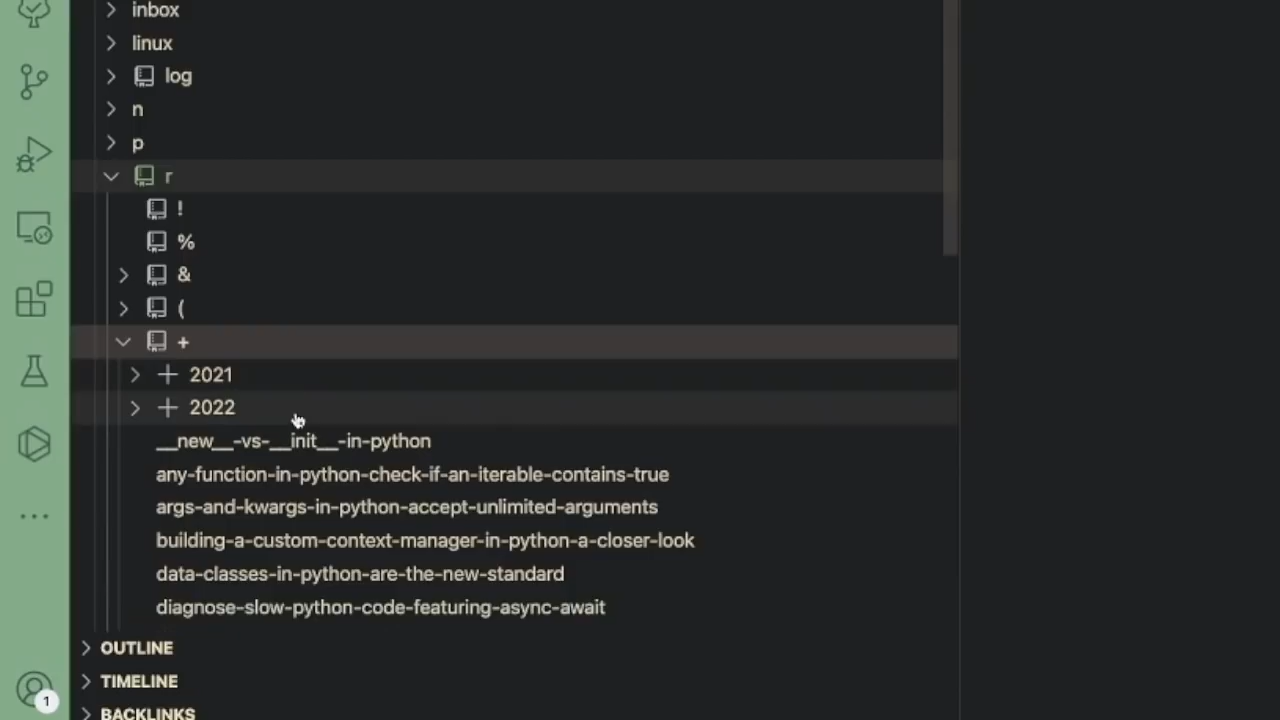 inbox
linux
log
n
p
r
!
%
&
(
+
2021
2022
__new__-vs-__init__-in-python
any-function-in-python-check-if-an-iterable-contains-true
args-and-kwargs-in-python-accept-unlimited-arguments
building-a-custom-context-manager-in-python-a-closer-look
data-classes-in-python-are-the-new-standard
diagnose-slow-python-code-featuring-async-await
OUTLINE
TIMELINE
1
BACKLINKS